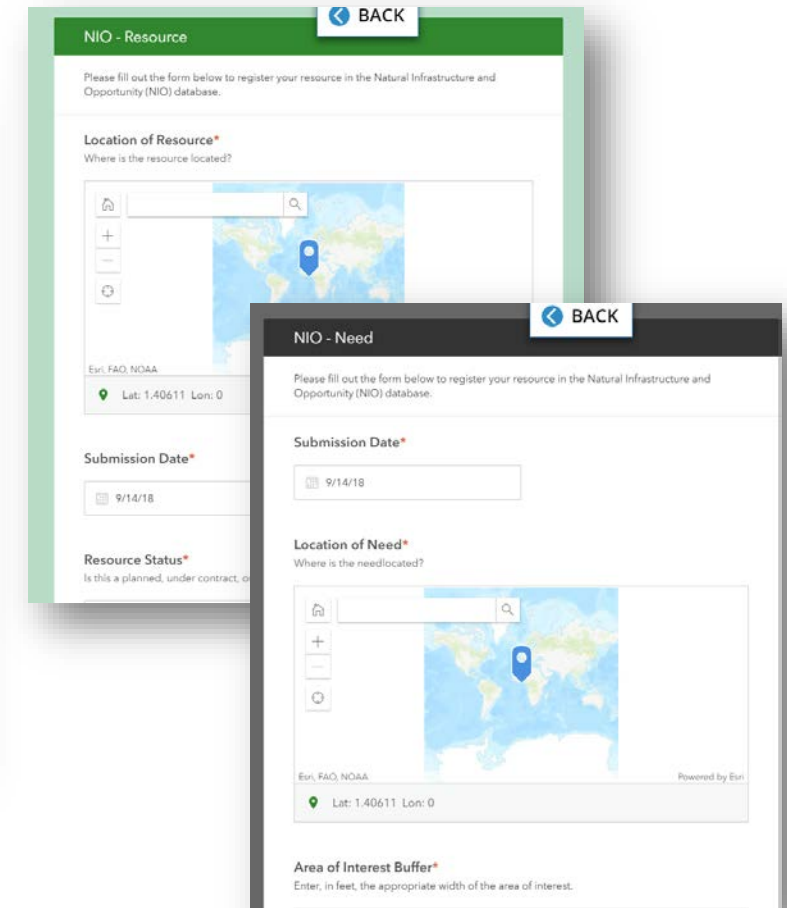 BACK
NIO - Resource
Please fill out the form below to register your resource in the Natural Infrastructure and
Opportunity (NIO) database.
Location of Resource*
Where is the resource located?
+
−
Esri, FAO, NOAA
Lat: 1.40611 Lon: 0
Submission Date*
9/14/18
Resource Status*
Is this a planned, under contract,
BACK
NIO - Need
Please fill out the form below to register your resource in the Natural Infrastructure and
Opportunity (NIO) database.
Submission Date*
9/14/18
Location of Need*
Where is the needlocated?
+
−
Esri, FAO, NOAA
Powered by Esri
Lat: 1.40611 Lon: 0
Area of Interest Buffer*
Enter, in feet, the appropriate width of the area of interest.